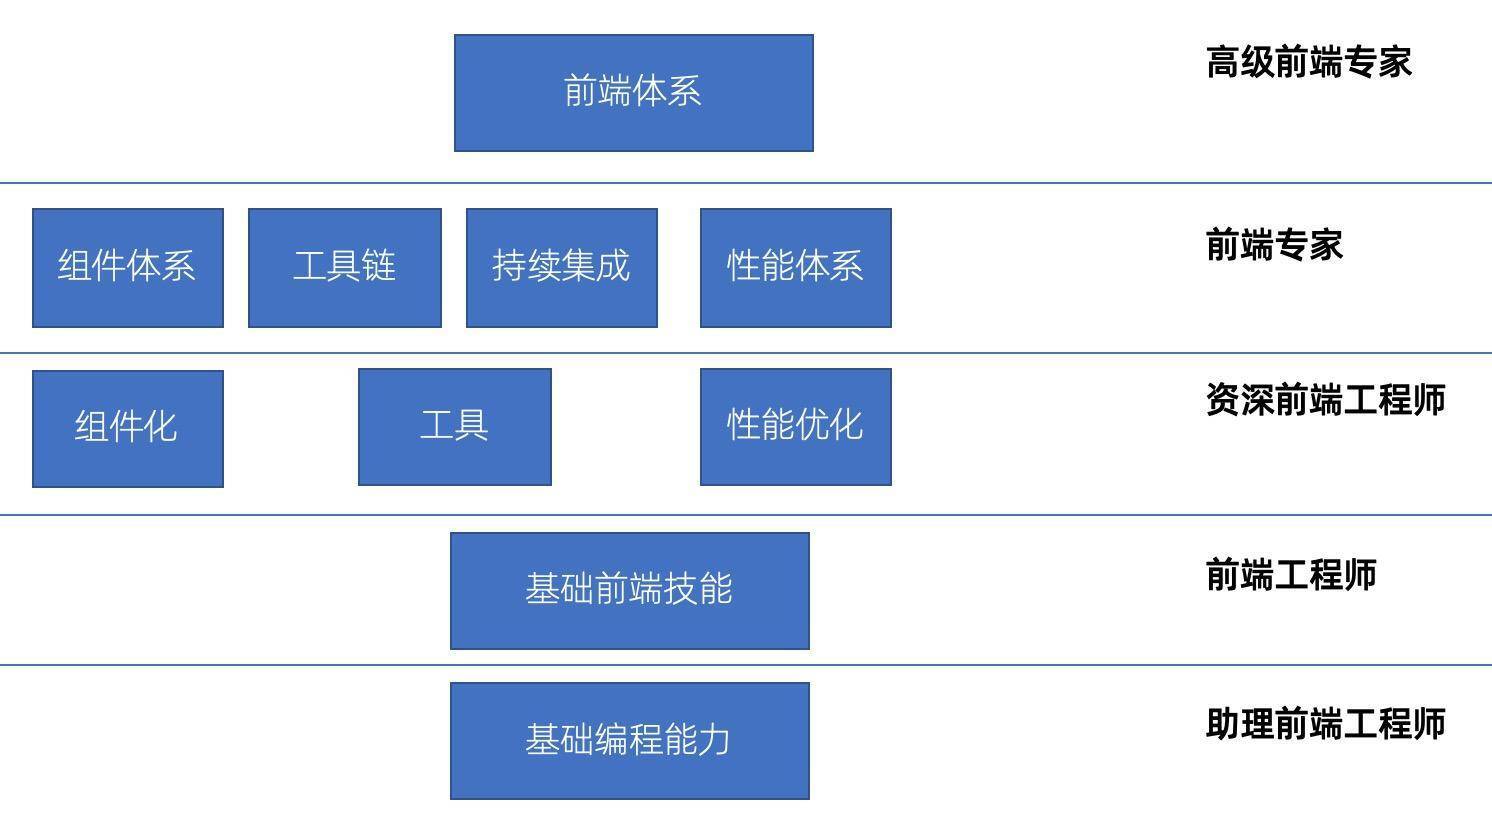 前端体系
高级前端专家
组件体系
工具链
持续集成
性能体系
前端专家
组件化
工具
性能优化
资深前端工程师
基础前端技能
前端工程师
基础编程能力
助理前端工程师